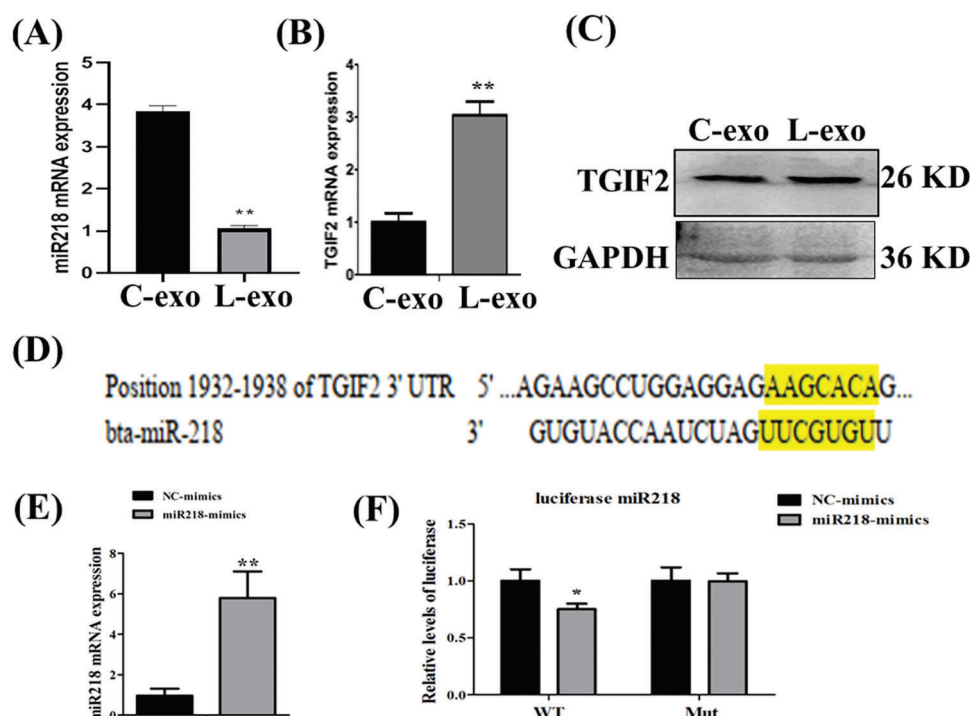 (A)
miR218 mRNA expression
5
4
3
2
1
0
**
C-exo L-exo
(B)
TGIF2 mRNA expression
4
3
2
1
0
**
C-exo L-exo
(C)
C-exo L-exo
TGIF2 26 KD
GAPDH 36 KD
(D)
Position 1932-1938 of TGIF2 3' UTR 5' ...AGAAGCCUGGAGGAGAAGCACAG...
bta-miR-218 3' GUGUACCAAUCUAGUUCGUGUU
(E)
NC-mimics
miR218-mimics
miR218 mRNA expression
8
6
4
2
0
**
(F)
luciferase miR218
NC-mimics
miR218-mimics
Relative levels of luciferase
1.5
1.0
0.5
0.0
*
WT Mut